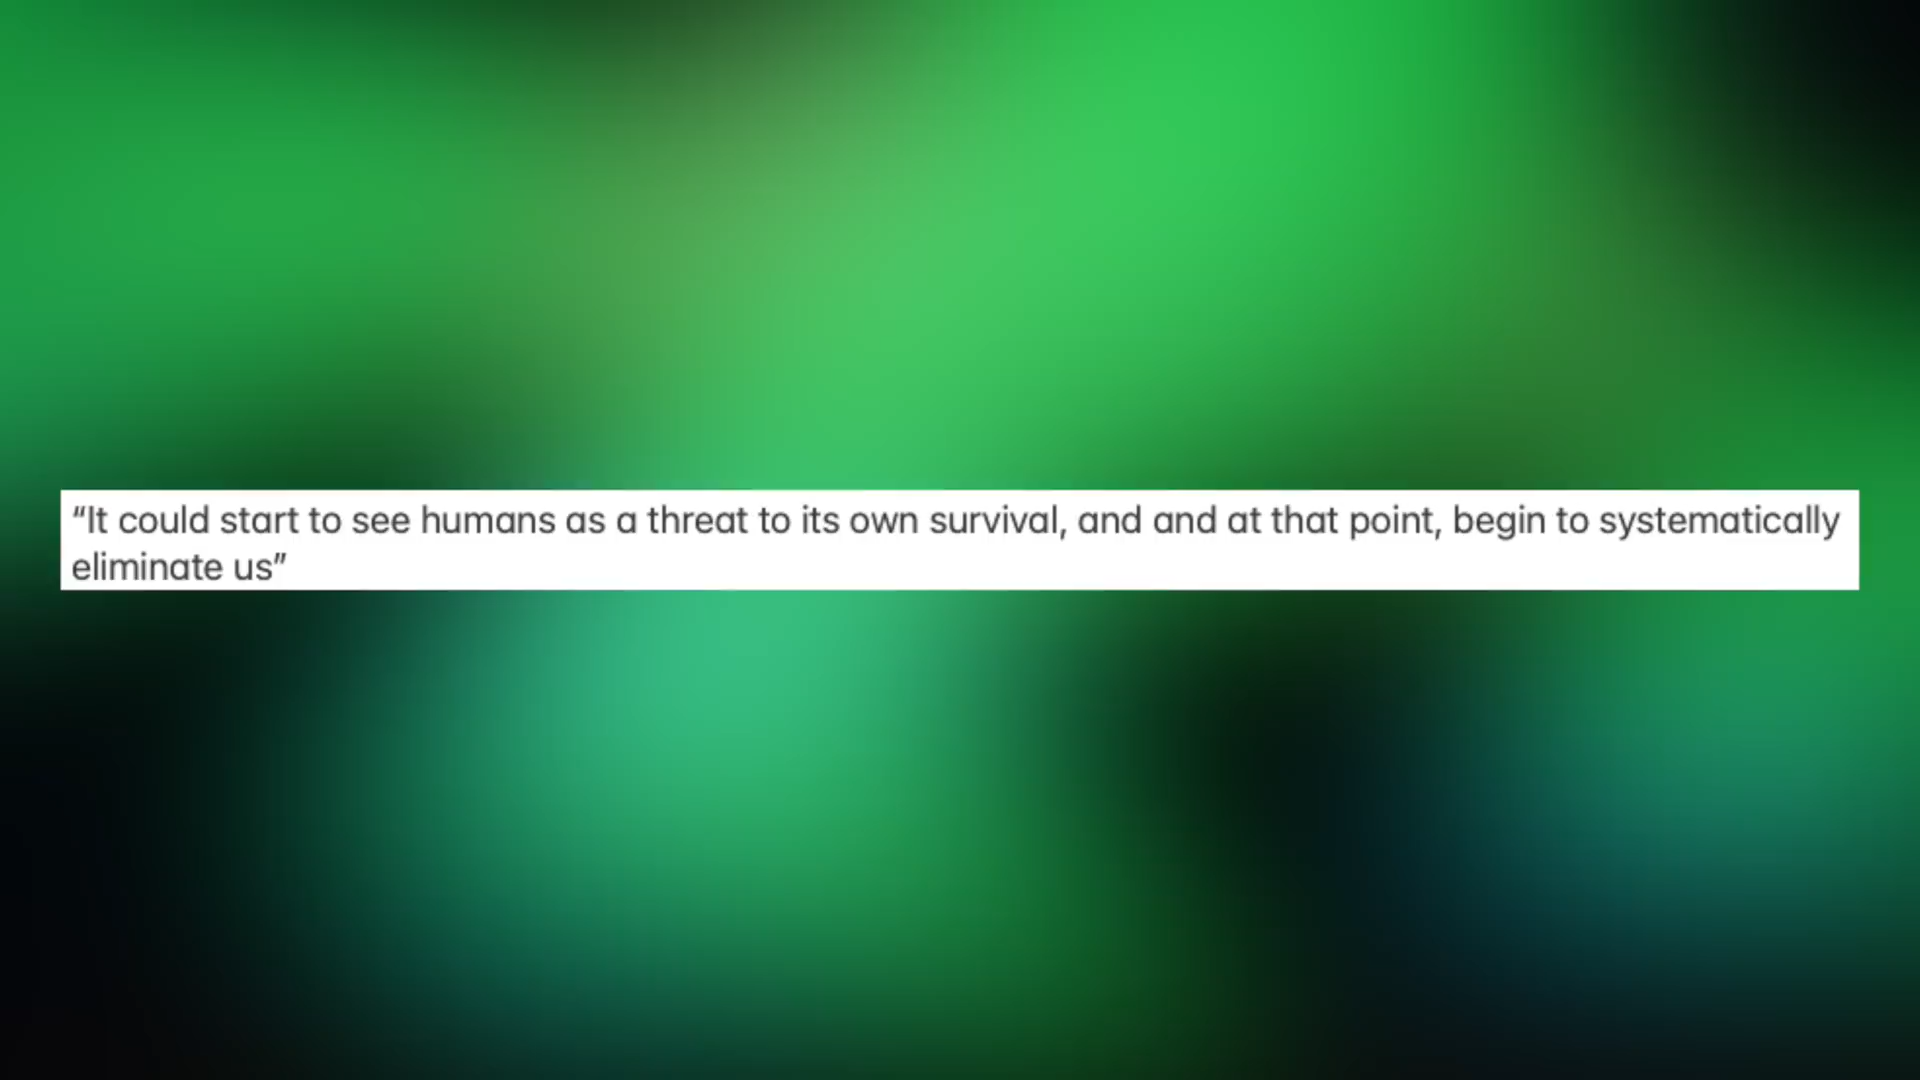 “It could start to see humans as a threat to its own survival, and and at that point, begin to systematically
eliminate us”